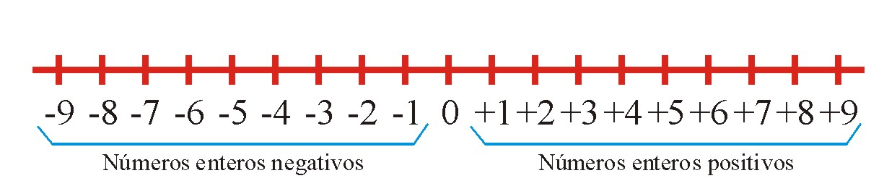 -9 -8 -7 -6 -5 -4 -3 -2 -1 0 +1 +2 +3 +4 +5 +6 +7 +8 +9
Números enteros negativos Números enteros positivos